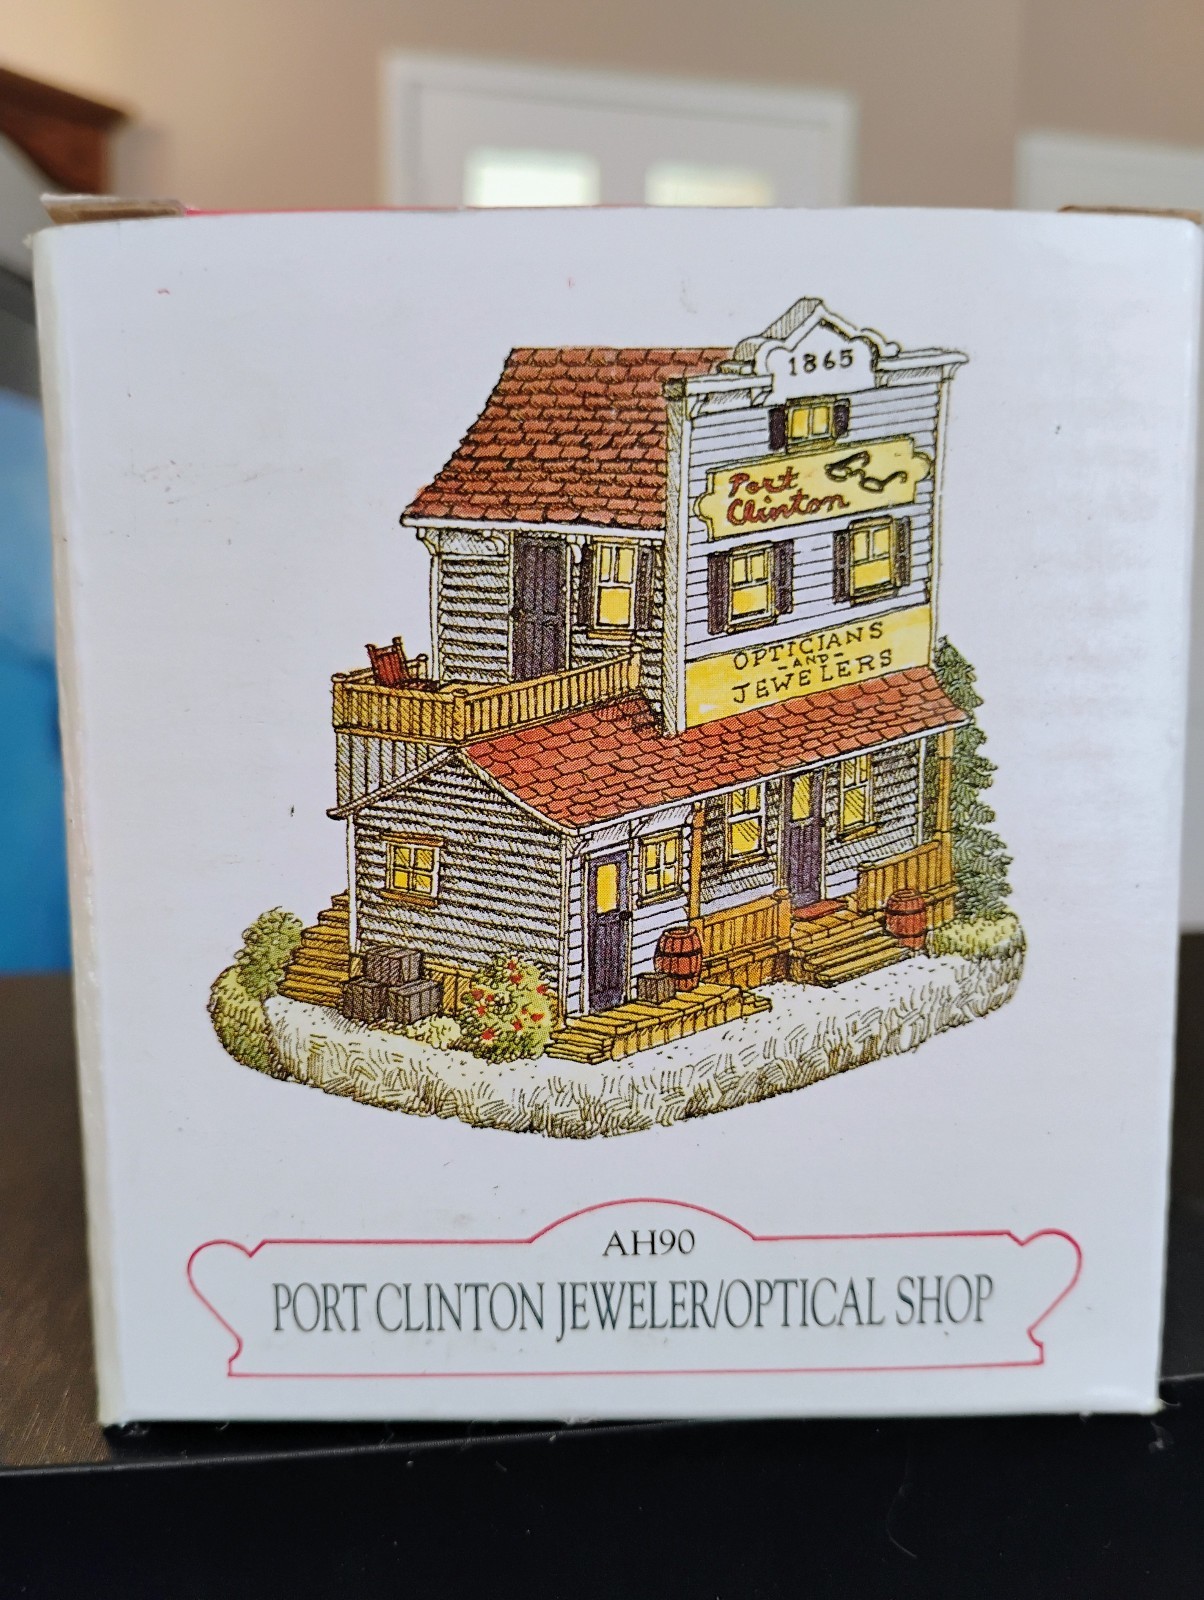 1865
Port
Clinton
OPTICIANS
-AND-
JEWELERS
AH90
PORT CLINTON JEWELER/OPTICAL SHOP